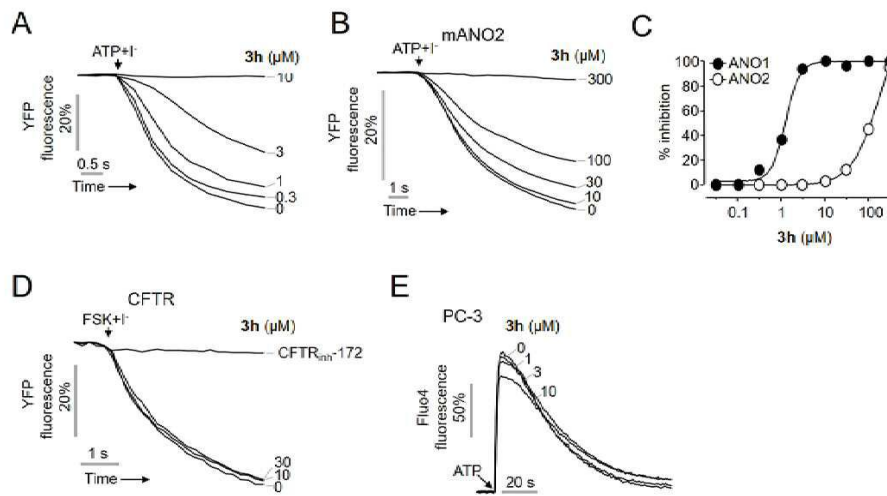 A
ATP+I-
3h (μM)
10
YFP
fluorescence
20%
3
1
0.3
0
0.5 s
Time
B
mANO2
ATP+I-
3h (μM)
300
YFP
fluorescence
20%
100
30
10
0
1 s
Time
C
100
80
60
40
20
0
% inhibition
ANO1
ANO2
0.1
1
10
100
3h (μM)
D
CFTR
FSK+I-
3h (μM)
CFTRinh-172
YFP
fluorescence
20%
30
10
0
1 s
Time
E
PC-3
3h (μM)
0
1
3
10
Fluo4
fluorescence
50%
ATP
20 s